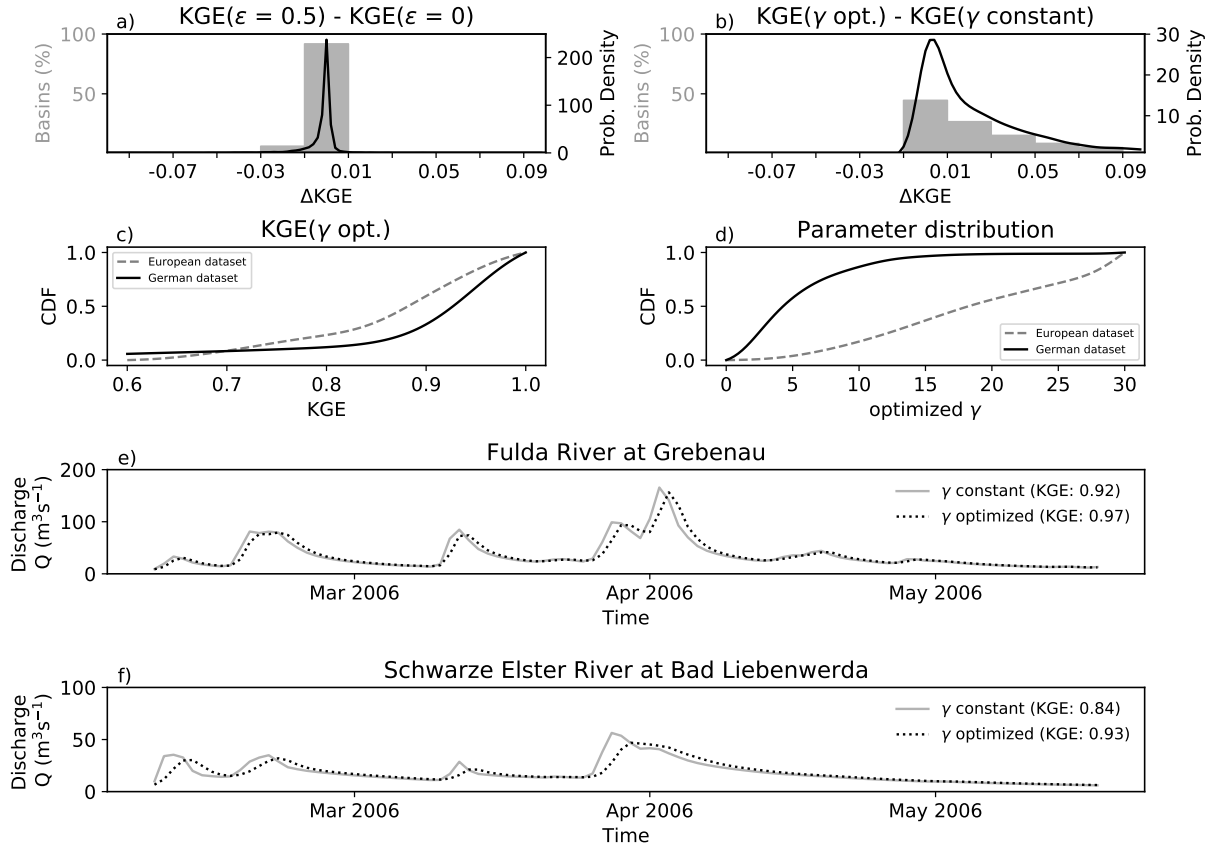 a) KGE(ε = 0.5) - KGE(ε = 0)
100
50
Basins (%)
200
100
0
Prob. Density
-0.07 -0.03 0.01 0.05 0.09
ΔKGE
b) KGE(γ opt.) - KGE(γ constant)
100
50
Basins (%)
30
20
10
Prob. Density
-0.07 -0.03 0.01 0.05 0.09
ΔKGE
c) KGE(γ opt.)
European dataset
German dataset
1.0
0.5
0.0
CDF
0.6 0.7 0.8 0.9 1.0
KGE
d) Parameter distribution
1.0
0.5
0.0
CDF
European dataset
German dataset
0 5 10 15 20 25 30
optimized γ
e) Fulda River at Grebenau
200
100
0
Discharge
Q (m³s⁻¹)
γ constant (KGE: 0.92)
γ optimized (KGE: 0.97)
Mar 2006 Apr 2006 May 2006
Time
f) Schwarze Elster River at Bad Liebenwerda
100
50
0
Discharge
Q (m³s⁻¹)
γ constant (KGE: 0.84)
γ optimized (KGE: 0.93)
Mar 2006 Apr 2006 May 2006
Time